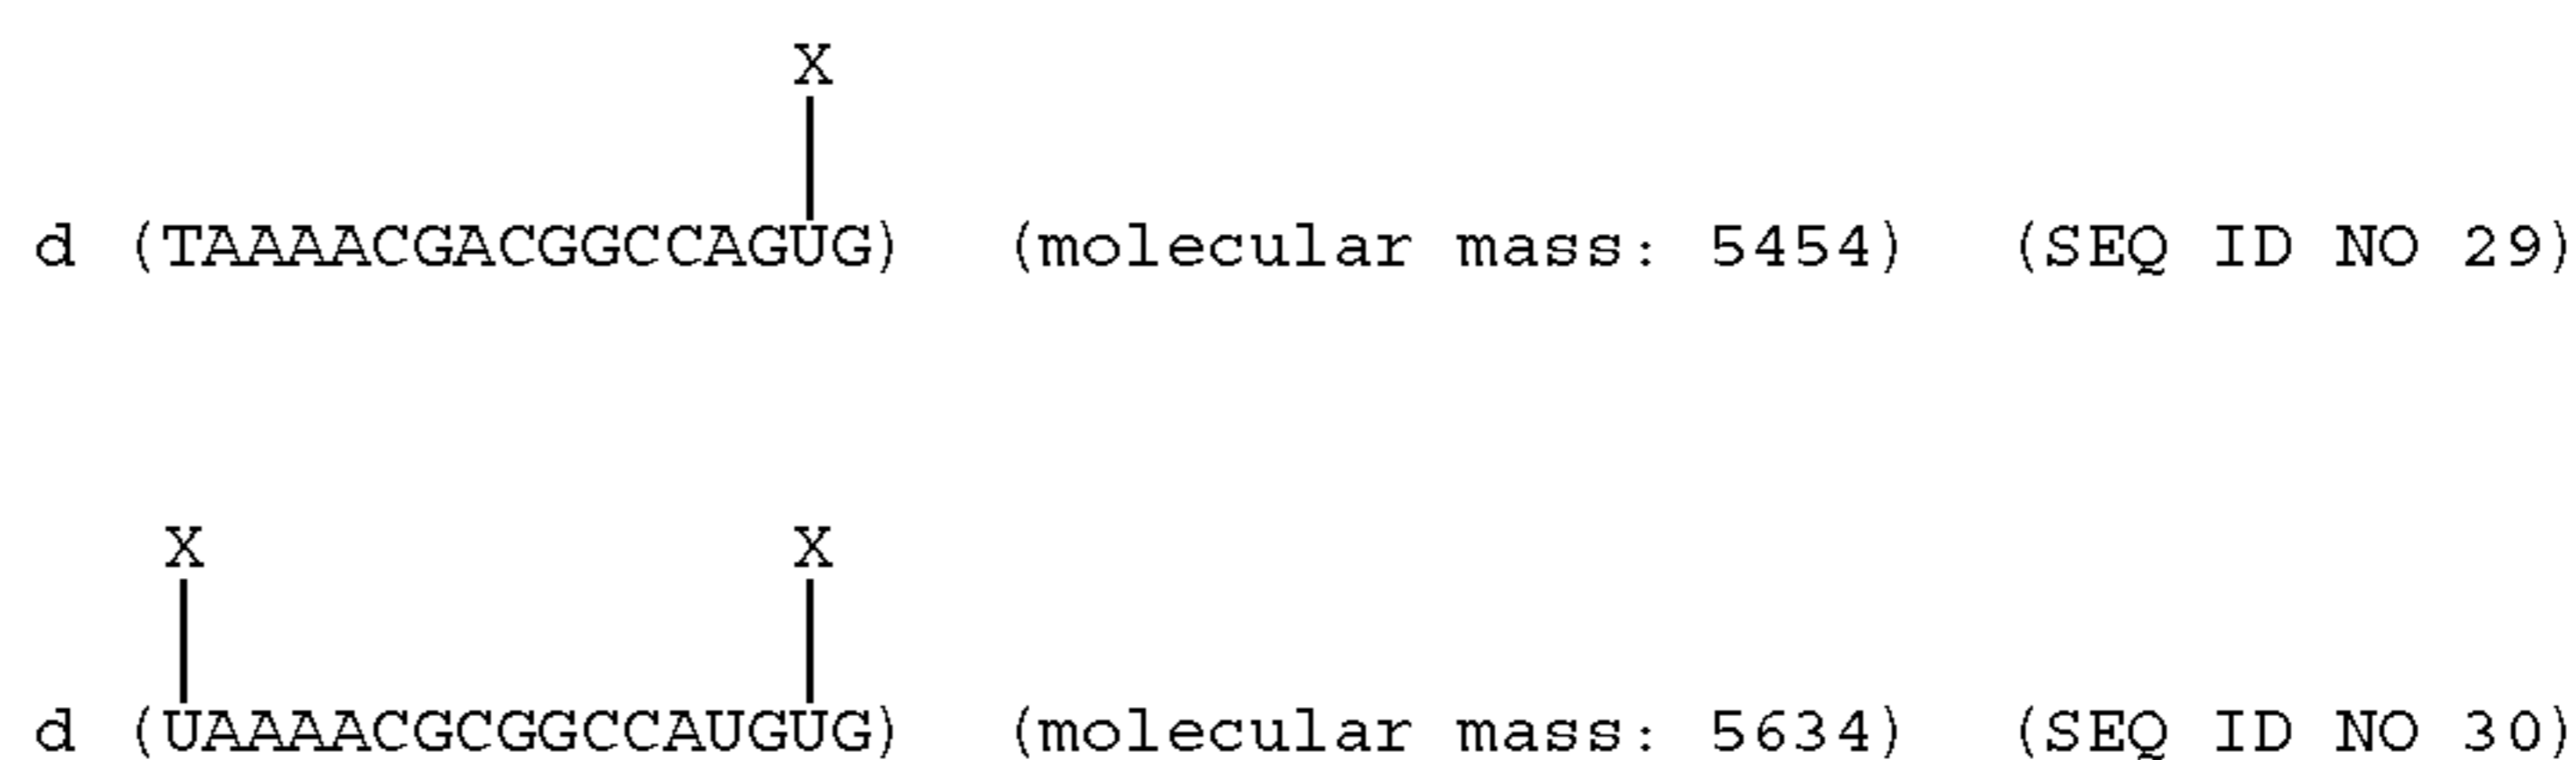 X
d (TAAAACGACGGCCAGUG) (molecular mass: 5454) (SEQ ID NO 29)
X X
d (UAAAACGCGGCCAUGUG) (molecular mass: 5634) (SEQ ID NO 30)